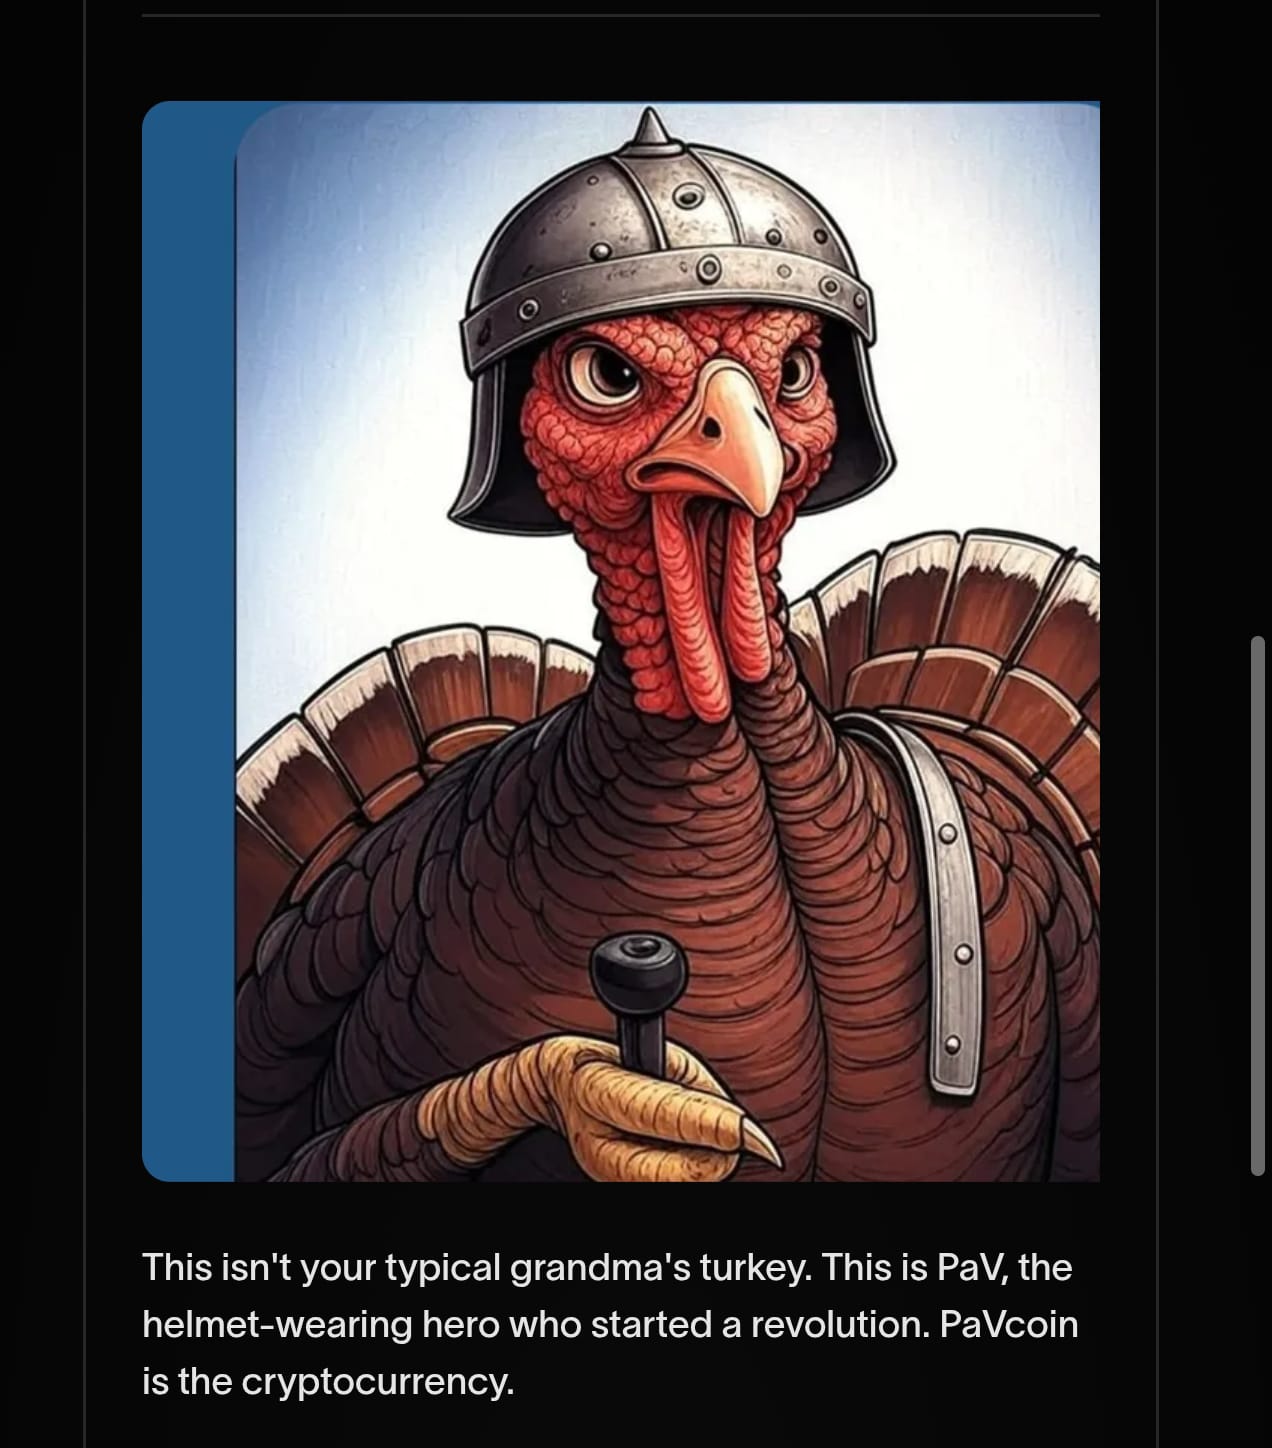 This isn't your typical grandma's turkey. This is PaV, the
helmet-wearing hero who started a revolution. PaVcoin
is the cryptocurrency.